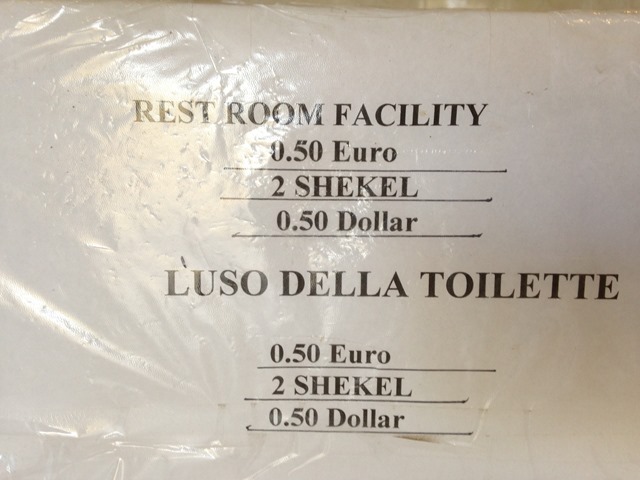 REST ROOM FACILITY
0.50 Euro
2 SHEKEL
0.50 Dollar
L'USO DELLA TOILETTE
0.50 Euro
2 SHEKEL
0.50 Dollar